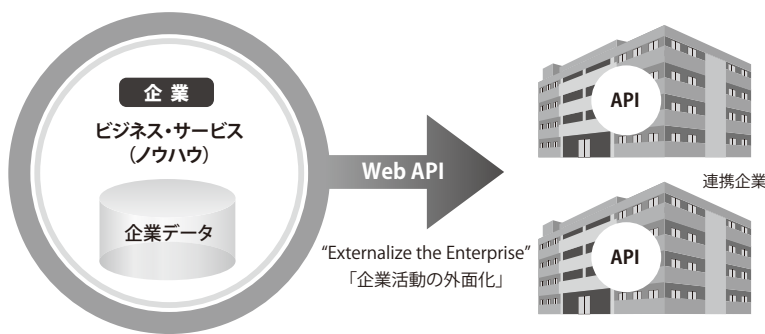 企 業
ビジネス・サービス
(ノウハウ)
企業データ
Web API
“Externalize the Enterprise”
「企業活動の外面化」
API
連携企業
API